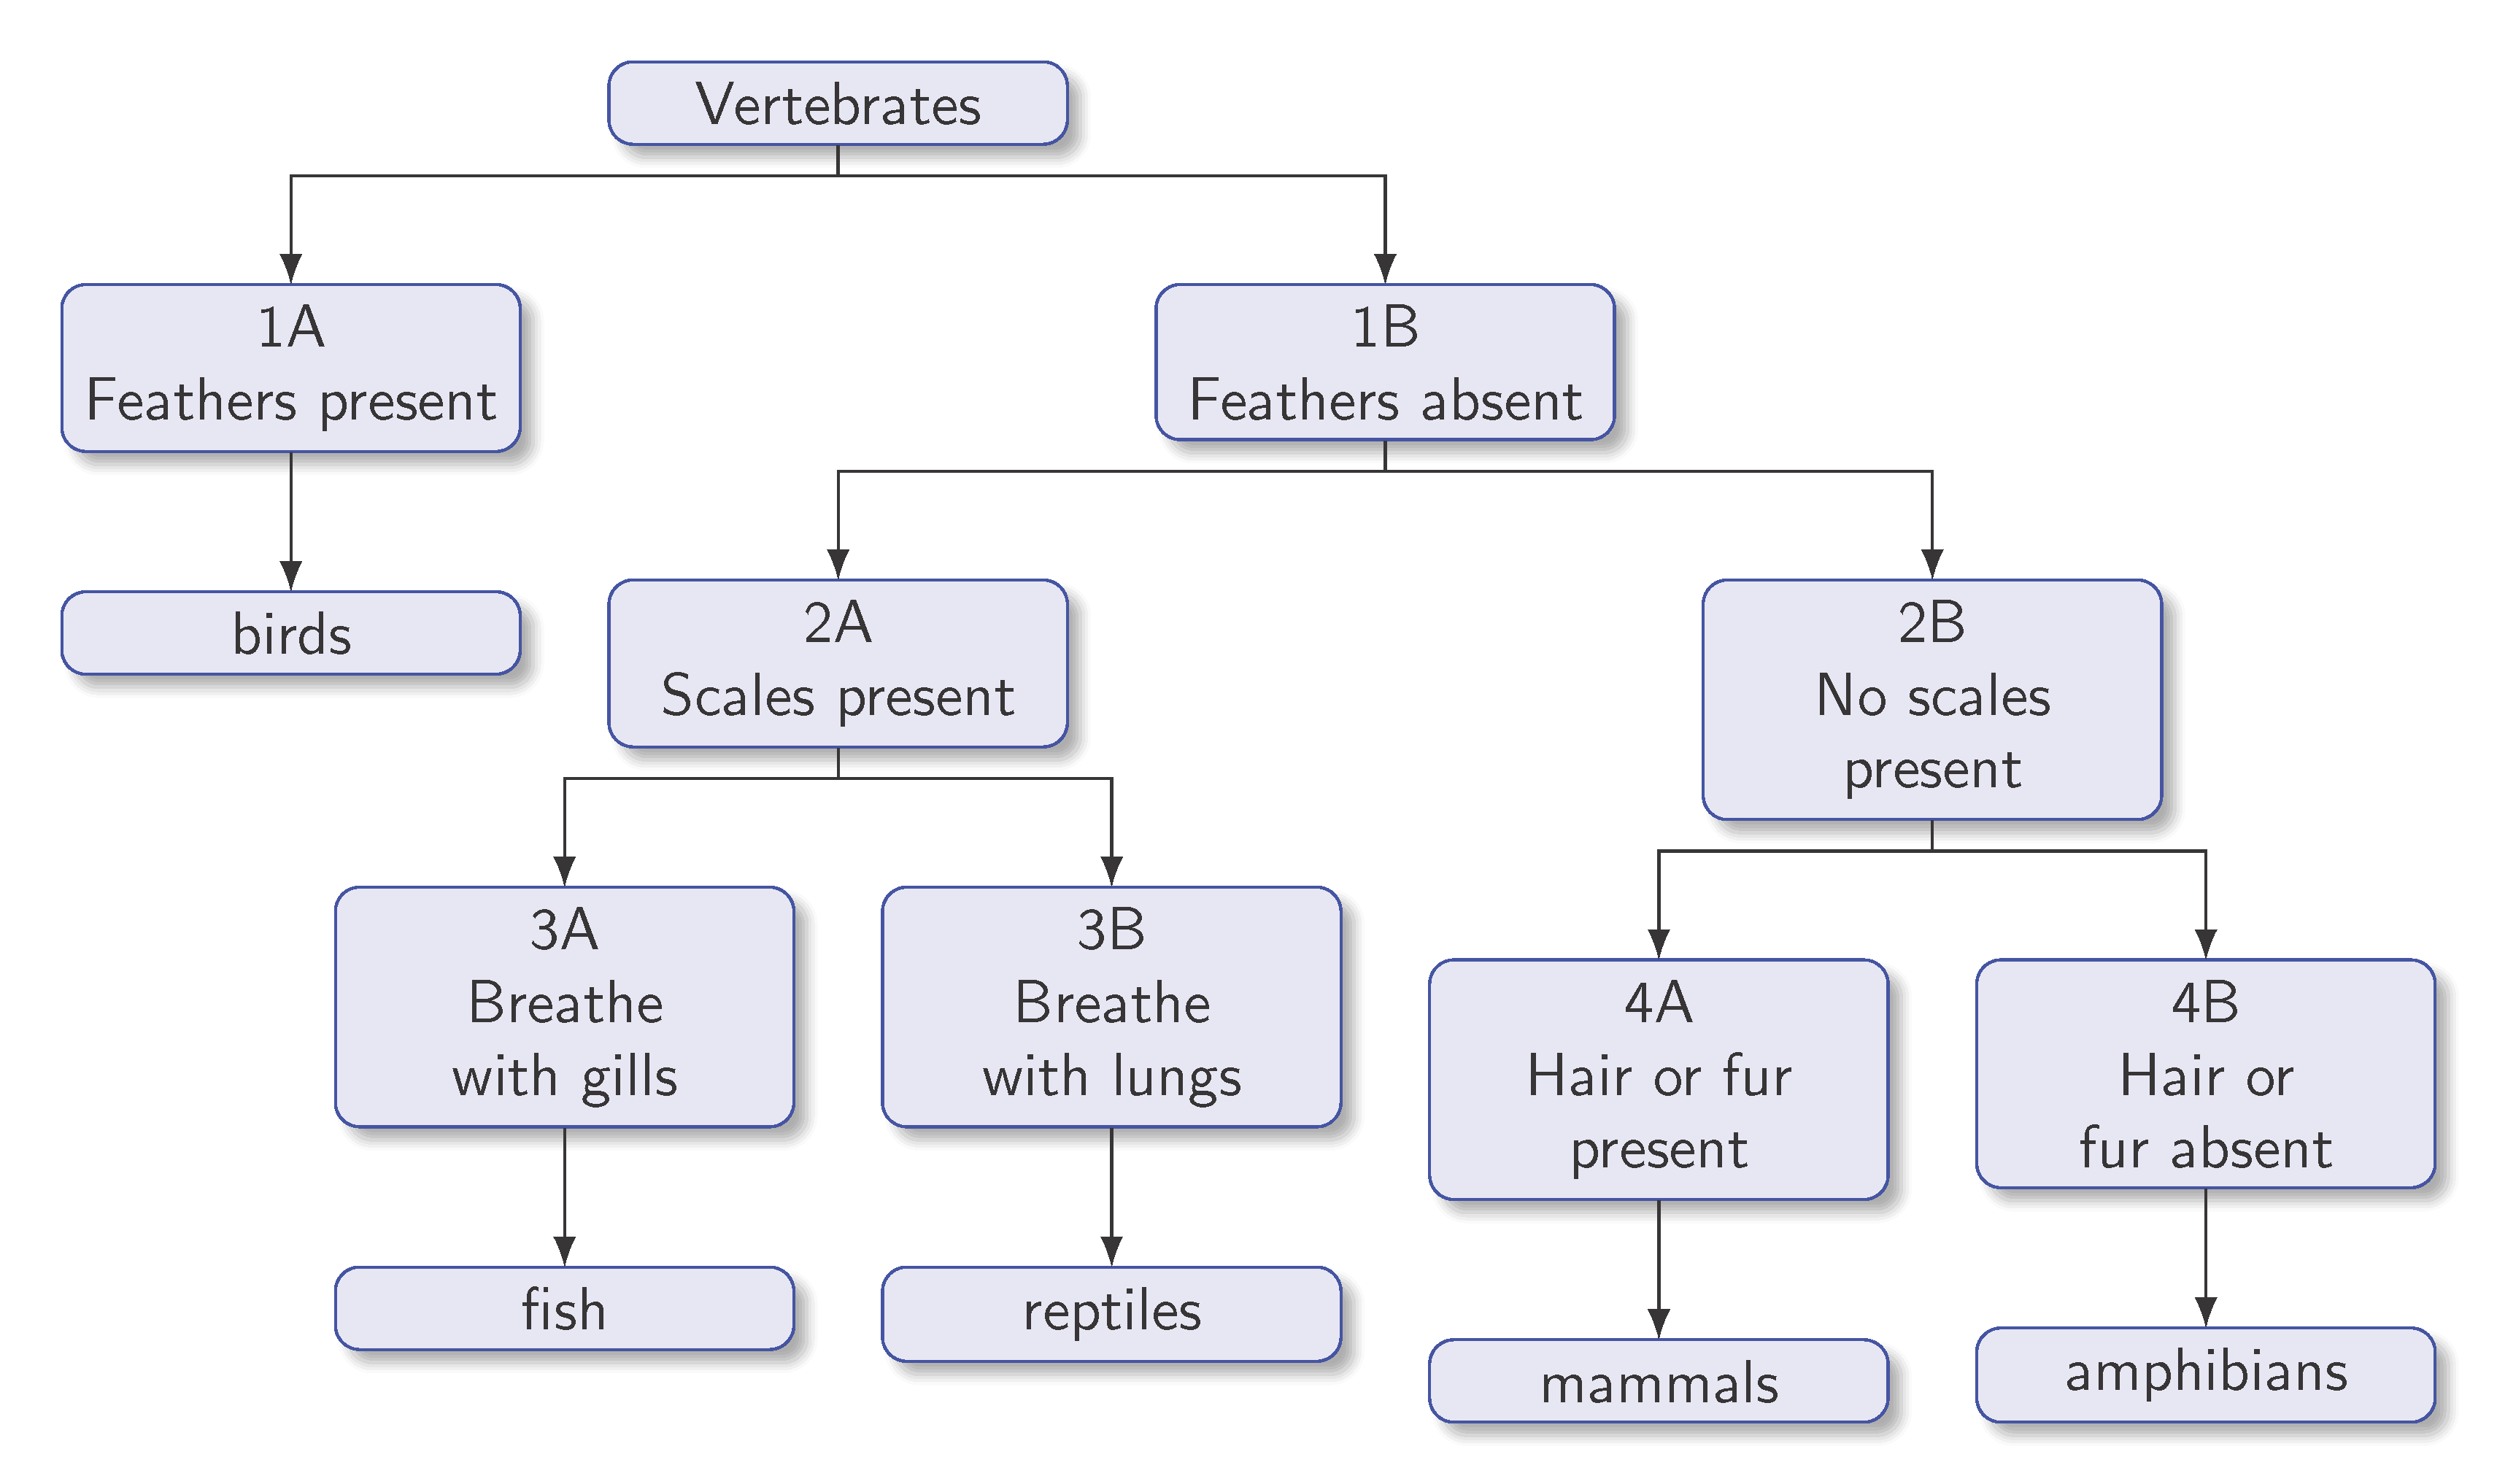 Vertebrates
1A
Feathers present
1B
Feathers absent
birds
2A
Scales present
2B
No scales
present
3A
Breathe
with gills
3B
Breathe
with lungs
4A
Hair or fur
present
4B
Hair or
fur absent
fish
reptiles
mammals
amphibians